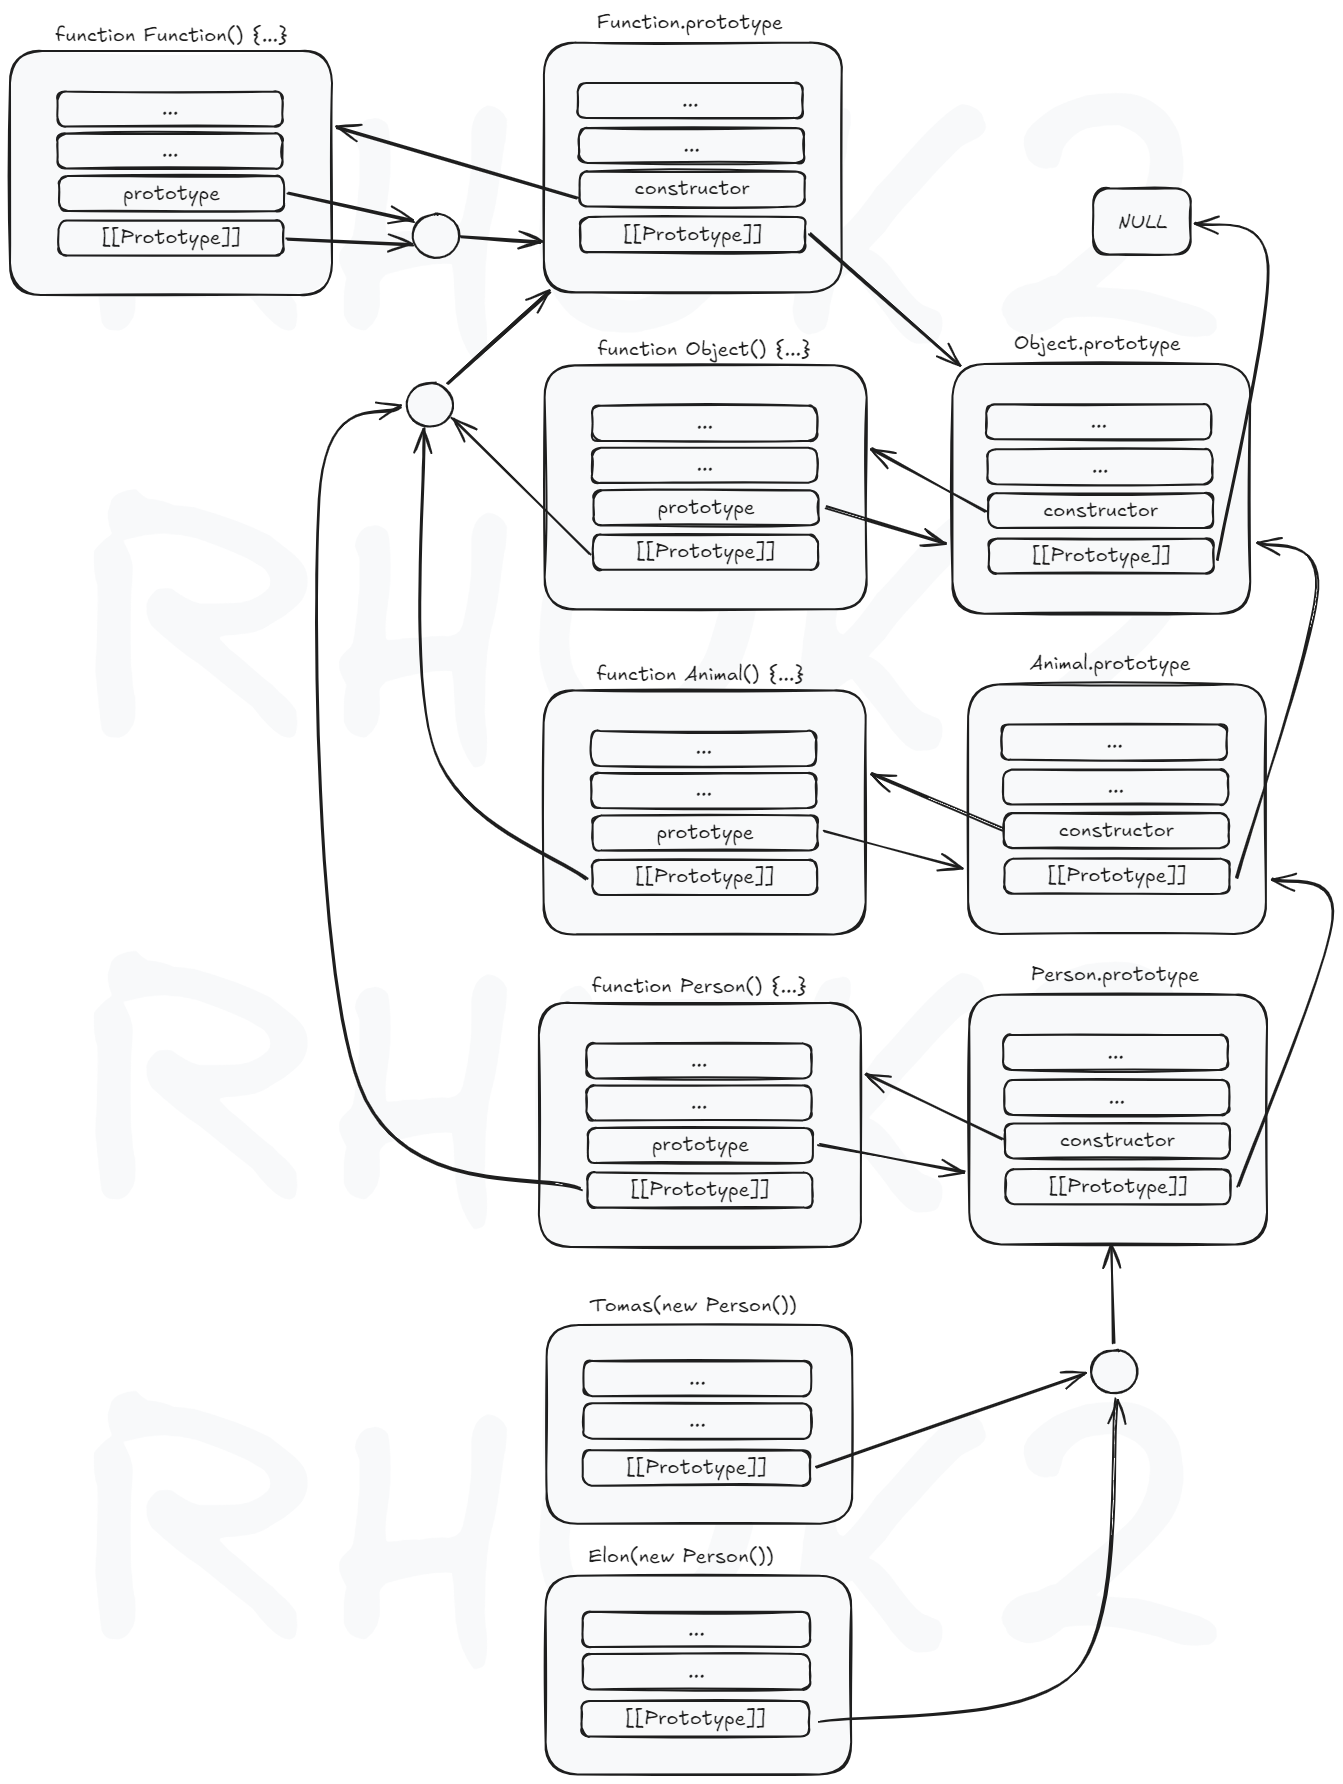 function Function() {...}
...
...
prototype
[[Prototype]]
Function.prototype
...
...
constructor
[[Prototype]]
NULL
function Object() {...}
...
...
prototype
[[Prototype]]
Object.prototype
...
...
constructor
[[Prototype]]
function Animal() {...}
...
...
prototype
[[Prototype]]
Animal.prototype
...
...
constructor
[[Prototype]]
function Person() {...}
...
...
prototype
[[Prototype]]
Person.prototype
...
...
constructor
[[Prototype]]
Tomas(new Person())
...
...
[[Prototype]]
Elon(new Person())
...
...
[[Prototype]]
RHUK2
RHUK2
RHUK2
RHUK2